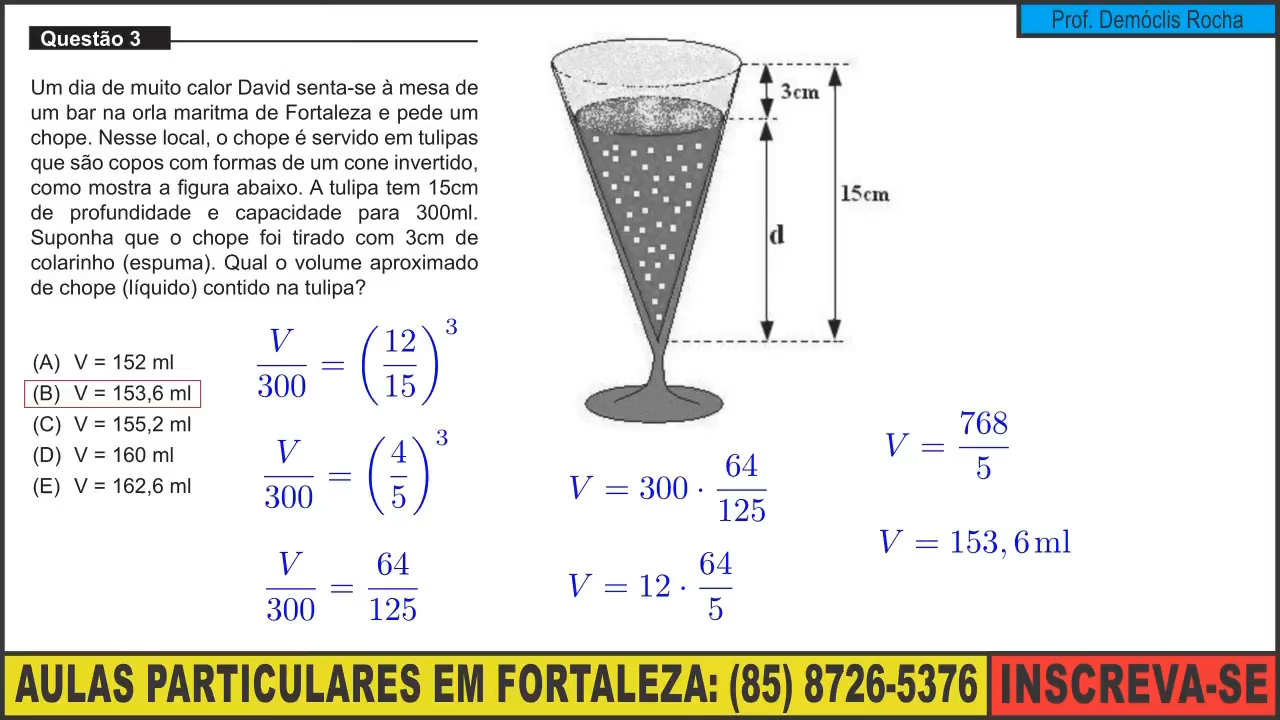 Prof. Demóclis Rocha
Questão 3
Um dia de muito calor David senta-se à mesa de
um bar na orla maritma de Fortaleza e pede um
chope. Nesse local, o chope é servido em tulipas
que são copos com formas de um cone invertido,
como mostra a figura abaixo. A tulipa tem 15cm
de profundidade e capacidade para 300ml.
Suponha que o chope foi tirado com 3cm de
colarinho (espuma). Qual o volume aproximado
de chope (líquido) contido na tulipa?
(A) V = 152 ml
(B) V = 153,6 ml
(C) V = 155,2 ml
(D) V = 160 ml
(E) V = 162,6 ml
3cm
15cm
d
V/300 = (12/15)^3
V/300 = (4/5)^3
V/300 = 64/125
V = 300 · 64/125
V = 12 · 64/5
V = 768/5
V = 153, 6 ml
AULAS PARTICULARES EM FORTALEZA: (85) 8726-5376
INSCREVA-SE